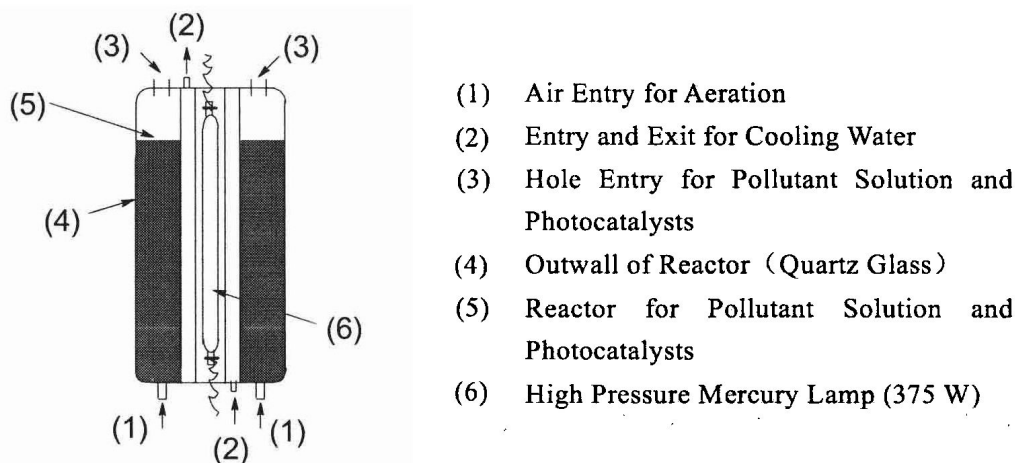 (2)
(3)
(3)
(5)
(4)
(6)
(1)
(1)
(2)
(1) Air Entry for Aeration
(2) Entry and Exit for Cooling Water
(3) Hole Entry for Pollutant Solution and
Photocatalysts
(4) Outwall of Reactor（Quartz Glass）
(5) Reactor for Pollutant Solution and
Photocatalysts
(6) High Pressure Mercury Lamp (375 W)